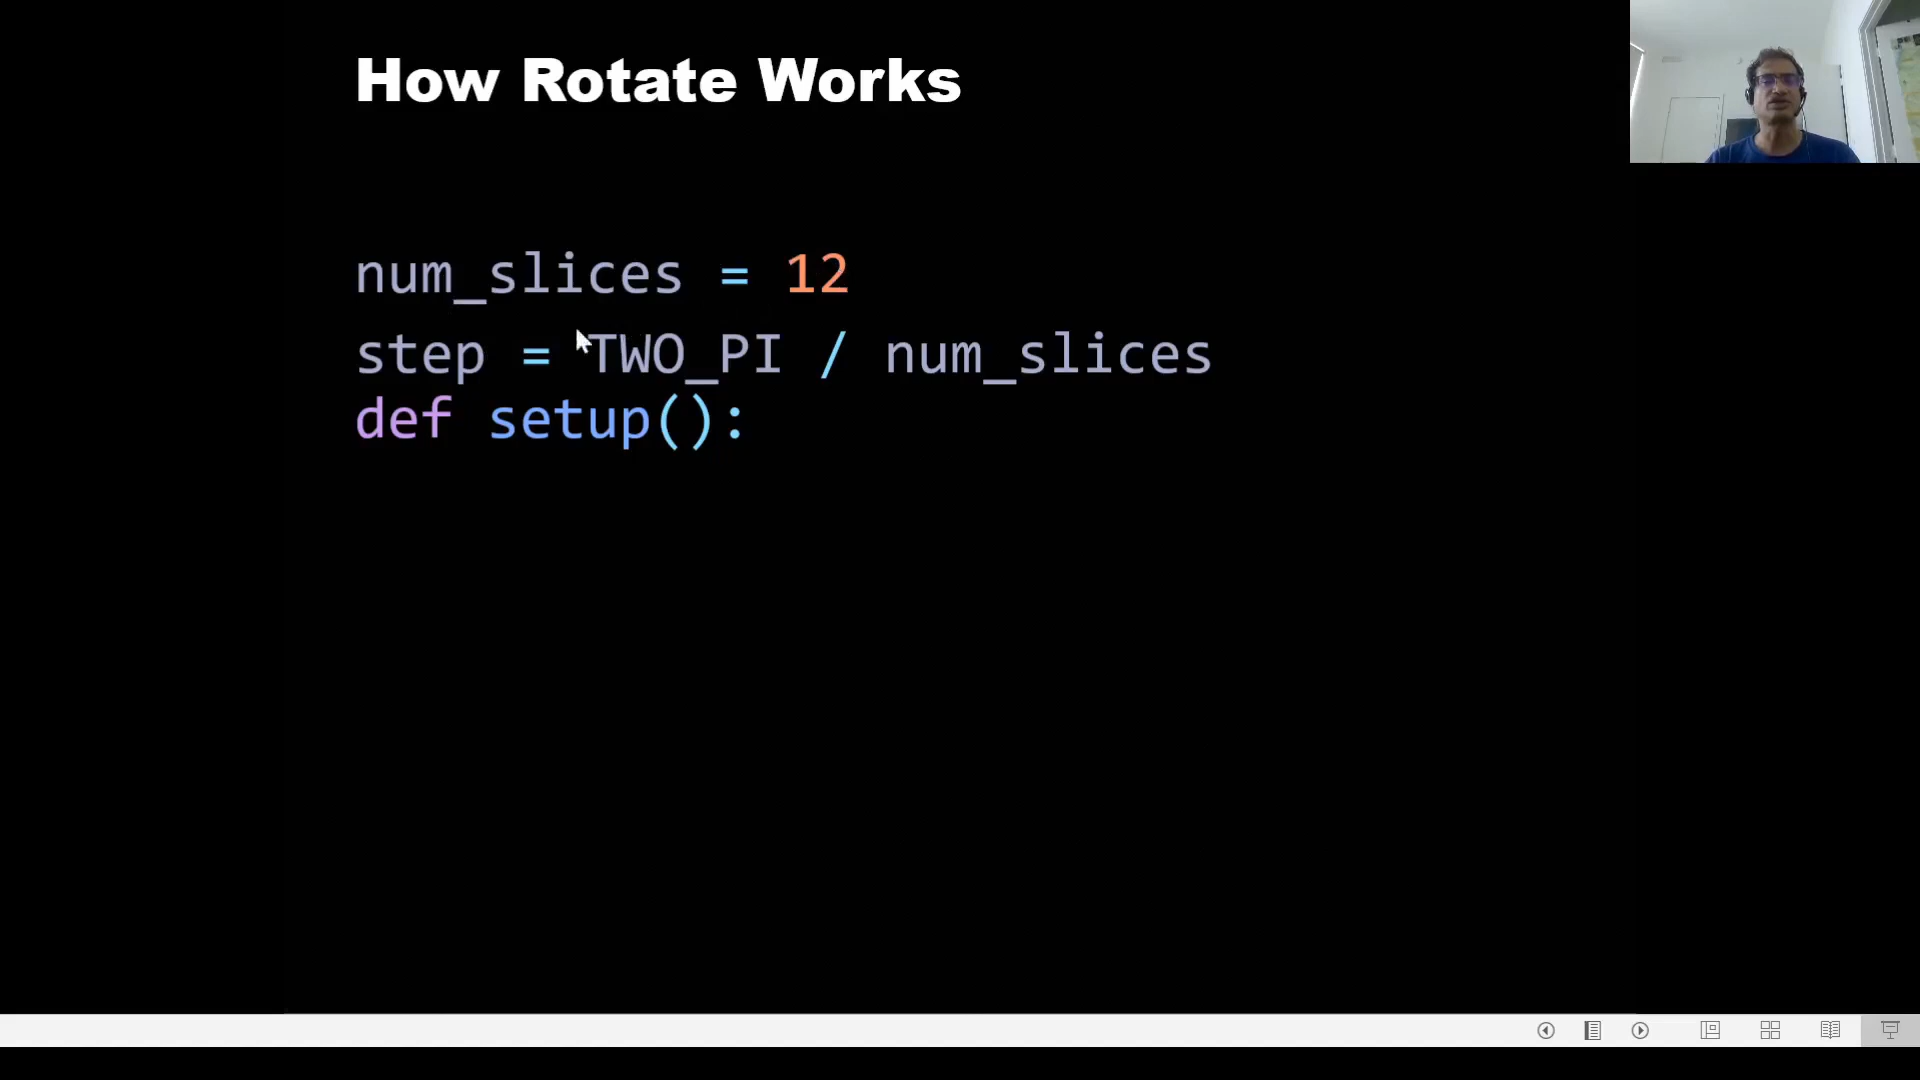 How Rotate Works
num_slices = 12
step = TWO_PI / num_slices
def setup():